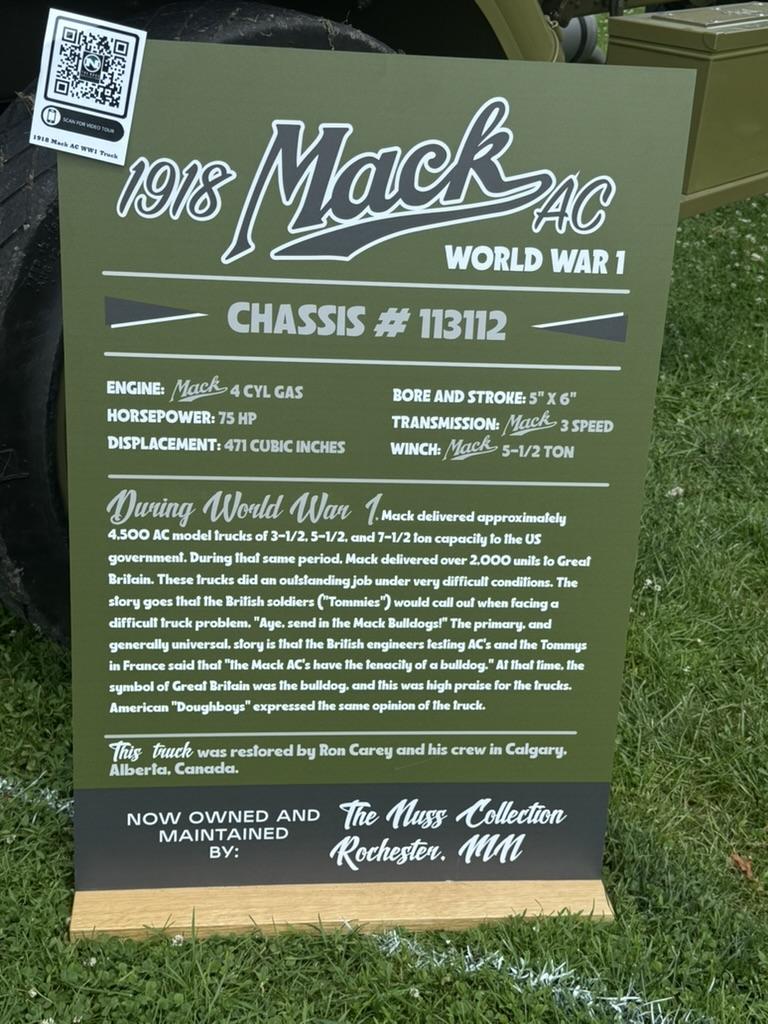 SCAN FOR VIDEO TOUR
1918 Mack AC WW1 Truck
1918 Mack AC
WORLD WAR 1
CHASSIS # 113112
ENGINE: Mack 4 CYL GAS
HORSEPOWER: 75 HP
DISPLACEMENT: 471 CUBIC INCHES
BORE AND STROKE: 5" X 6"
TRANSMISSION: Mack 3 SPEED
WINCH: Mack 5-1/2 TON
During World War 1, Mack delivered approximately
4,500 AC model trucks of 3-1/2, 5-1/2, and 7-1/2 ton capacity to the US
government. During that same period, Mack delivered over 2,000 units to Great
Britain. These trucks did an outstanding job under very difficult conditions. The
story goes that the British soldiers ("Tommies") would call out when facing a
difficult truck problem, "Aye, send in the Mack Bulldogs!" The primary, and
generally universal, story is that the British engineers testing AC's and the Tommys
in France said that "the Mack AC's have the tenacity of a bulldog." At that time, the
symbol of Great Britain was the bulldog, and this was high praise for the trucks.
American "Doughboys" expressed the same opinion of the truck.
This truck was restored by Ron Carey and his crew in Calgary,
Alberta, Canada.
NOW OWNED AND
MAINTAINED
BY:
The Nuss Collection
Rochester, MN